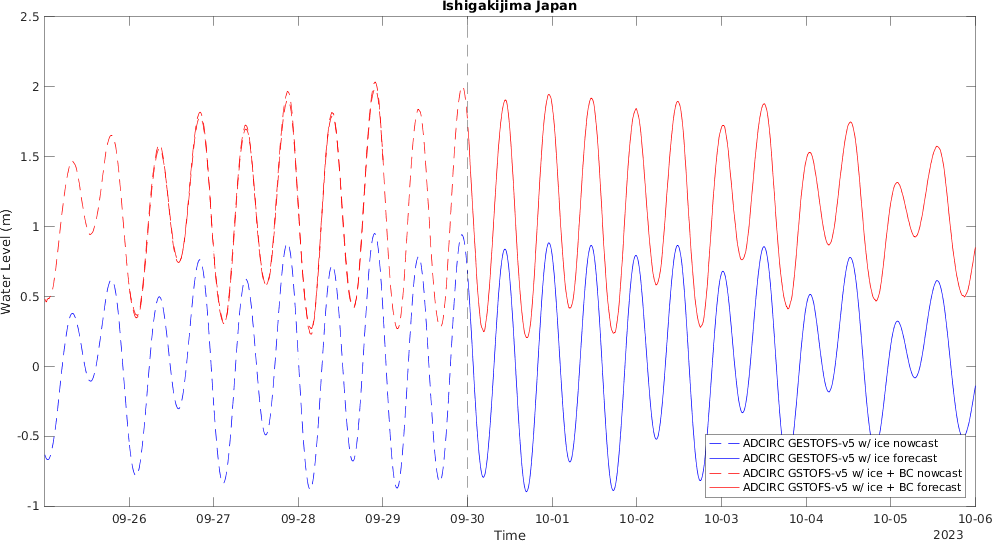 Ishigakijima Japan
Water Level (m)
2.5
2
1.5
1
0.5
0
-0.5
-1
ADCIRC GESTOFS-v5 w/ ice nowcast
ADCIRC GESTOFS-v5 w/ ice forecast
ADCIRC GSTOFS-v5 w/ ice + BC nowcast
ADCIRC GSTOFS-v5 w/ ice + BC forecast
09-26 09-27 09-28 09-29 09-30 10-01 10-02 10-03 10-04 10-05 10-06
Time
2023